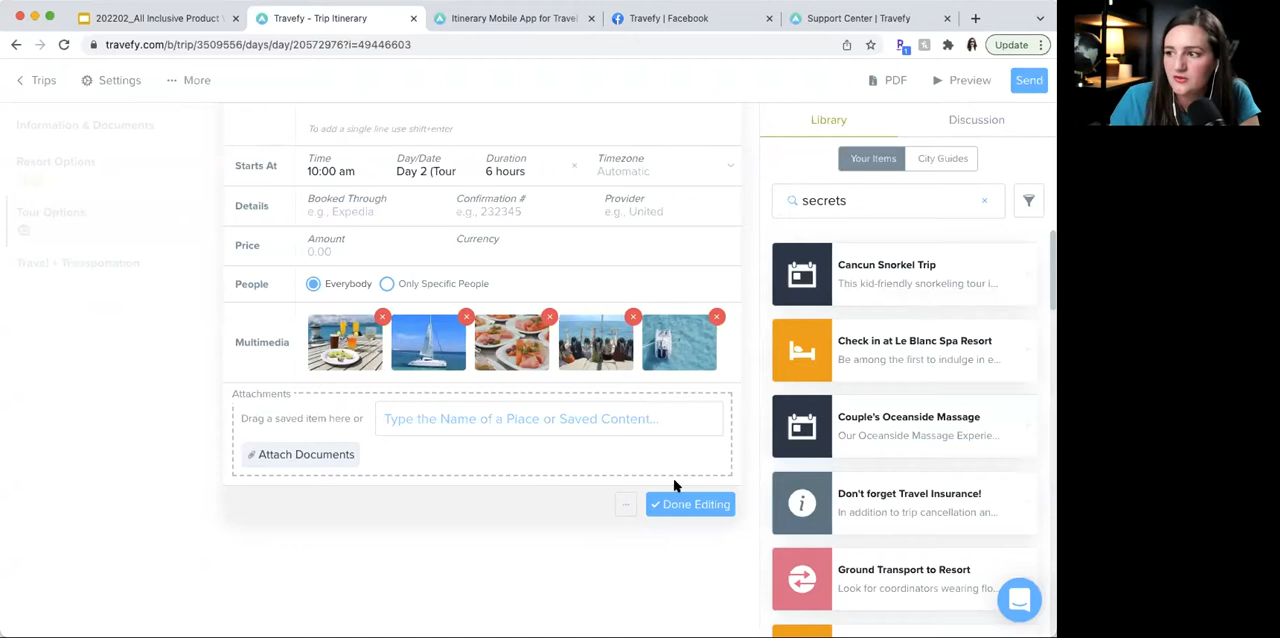 202202_All Inclusive Product
Travefy - Trip Itinerary
Itinerary Mobile App for Travel
Travefy | Facebook
Support Center | Travefy
travefy.com/b/trip/3509556/days/day/20572976?i=49446603
Update
Trips
Settings
More
PDF
Preview
Send
Information & Documents
Resort Options
Tour Options
Travel + Transportation
To add a single line use shift+enter
Starts At
Time
10:00 am
Day/Date
Day 2 (Tour
Duration
6 hours
Timezone
Automatic
Details
Booked Through
e.g., Expedia
Confirmation #
e.g., 232345
Provider
e.g., United
Price
Amount
0.00
Currency
People
Everybody
Only Specific People
Multimedia
Attachments
Drag a saved item here or
Type the Name of a Place or Saved Content...
Attach Documents
Done Editing
Library
Discussion
Your Items
City Guides
secrets
Cancun Snorkel Trip
This kid-friendly snorkeling tour i...
Check in at Le Blanc Spa Resort
Be among the first to indulge in e...
Couple's Oceanside Massage
Our Oceanside Massage Experie...
Don't forget Travel Insurance!
In addition to trip cancellation an...
Ground Transport to Resort
Look for coordinators wearing flo...